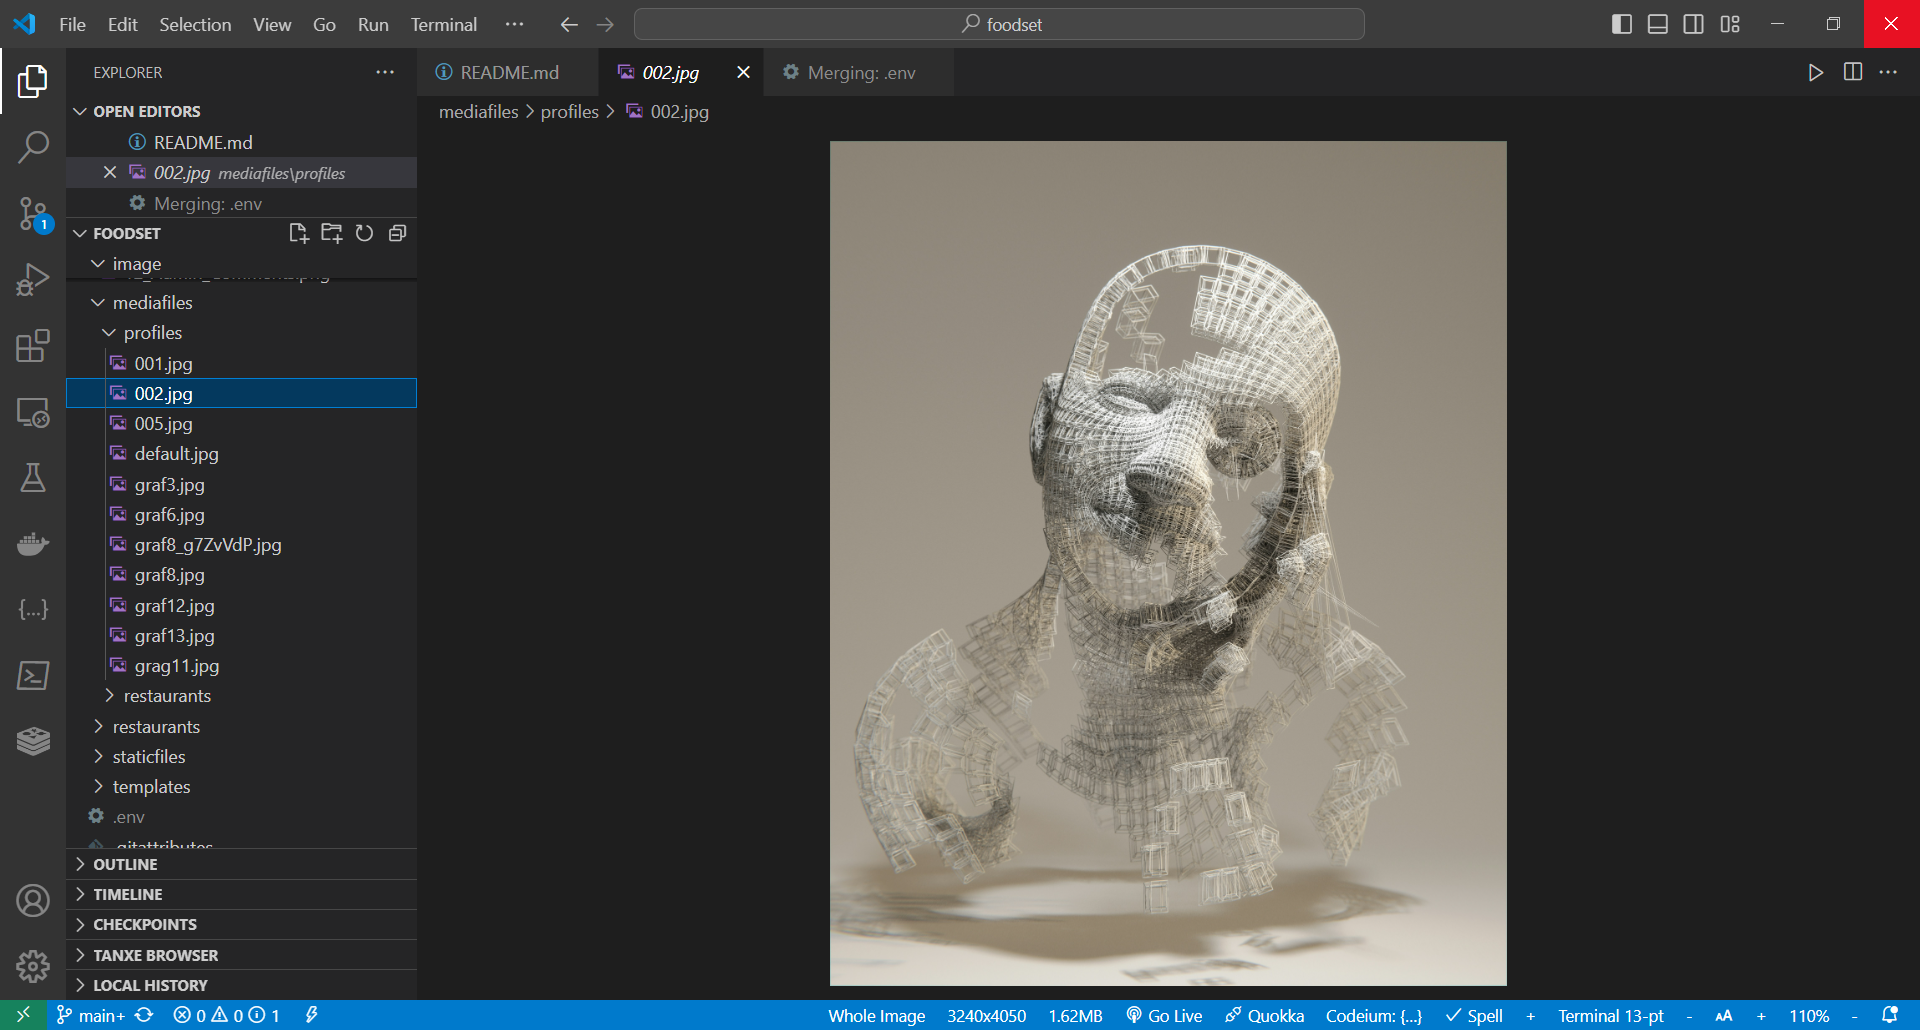 File Edit Selection View Go Run Terminal ···
foodset
EXPLORER
OPEN EDITORS
README.md
002.jpg mediafiles\profiles
Merging: .env
FOODSET
image
mediafiles
profiles
001.jpg
002.jpg
005.jpg
default.jpg
graf3.jpg
graf6.jpg
graf8_g7ZvVdP.jpg
graf8.jpg
graf12.jpg
graf13.jpg
grag11.jpg
restaurants
restaurants
staticfiles
templates
.env
.gitattributes
OUTLINE
TIMELINE
CHECKPOINTS
TANXE BROWSER
LOCAL HISTORY
README.md
002.jpg
Merging: .env
mediafiles > profiles > 002.jpg
1
main+ 0 0 1
Whole Image 3240x4050 1.62MB Go Live Quokka Codeium: {...} Spell + Terminal 13-pt - AA + 110% -